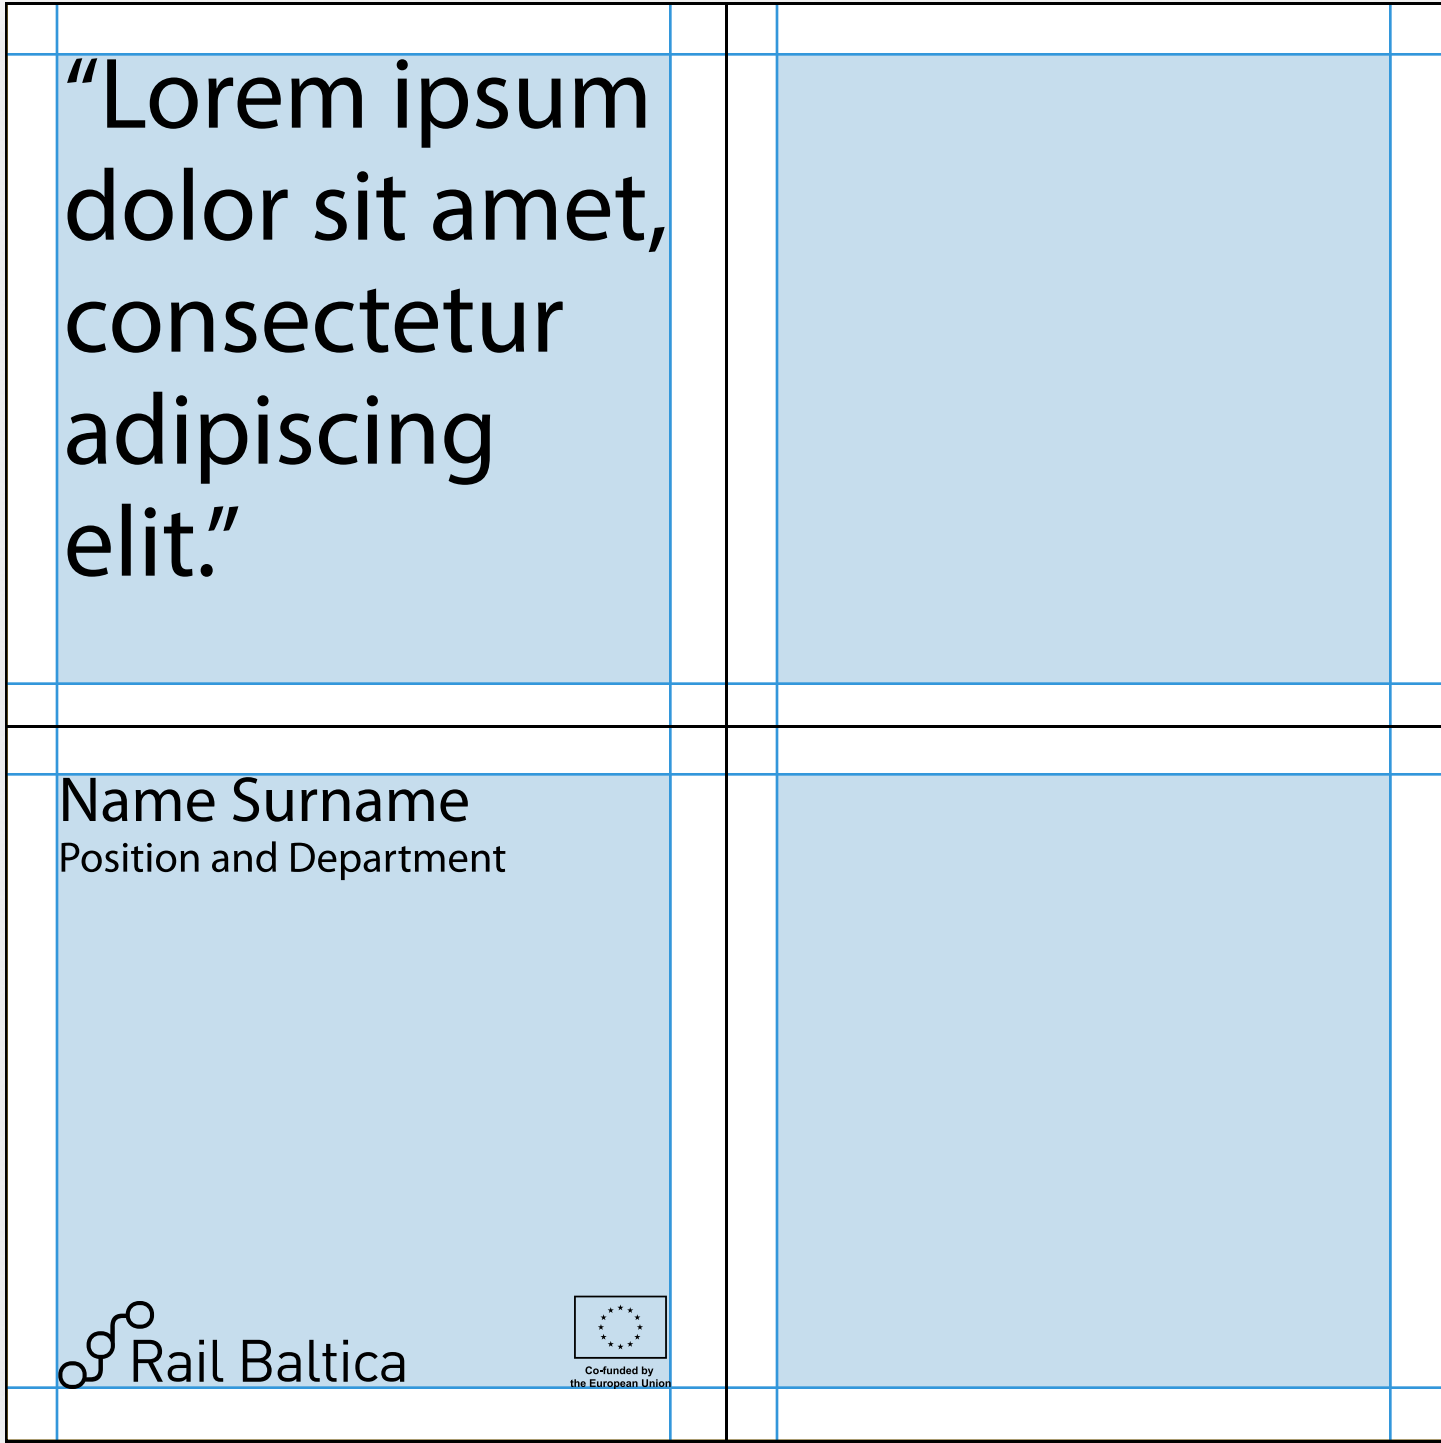 “Lorem ipsum
dolor sit amet,
consectetur
adipiscing
elit.”
Name Surname
Position and Department
Rail Baltica
Co-funded by
the European Union